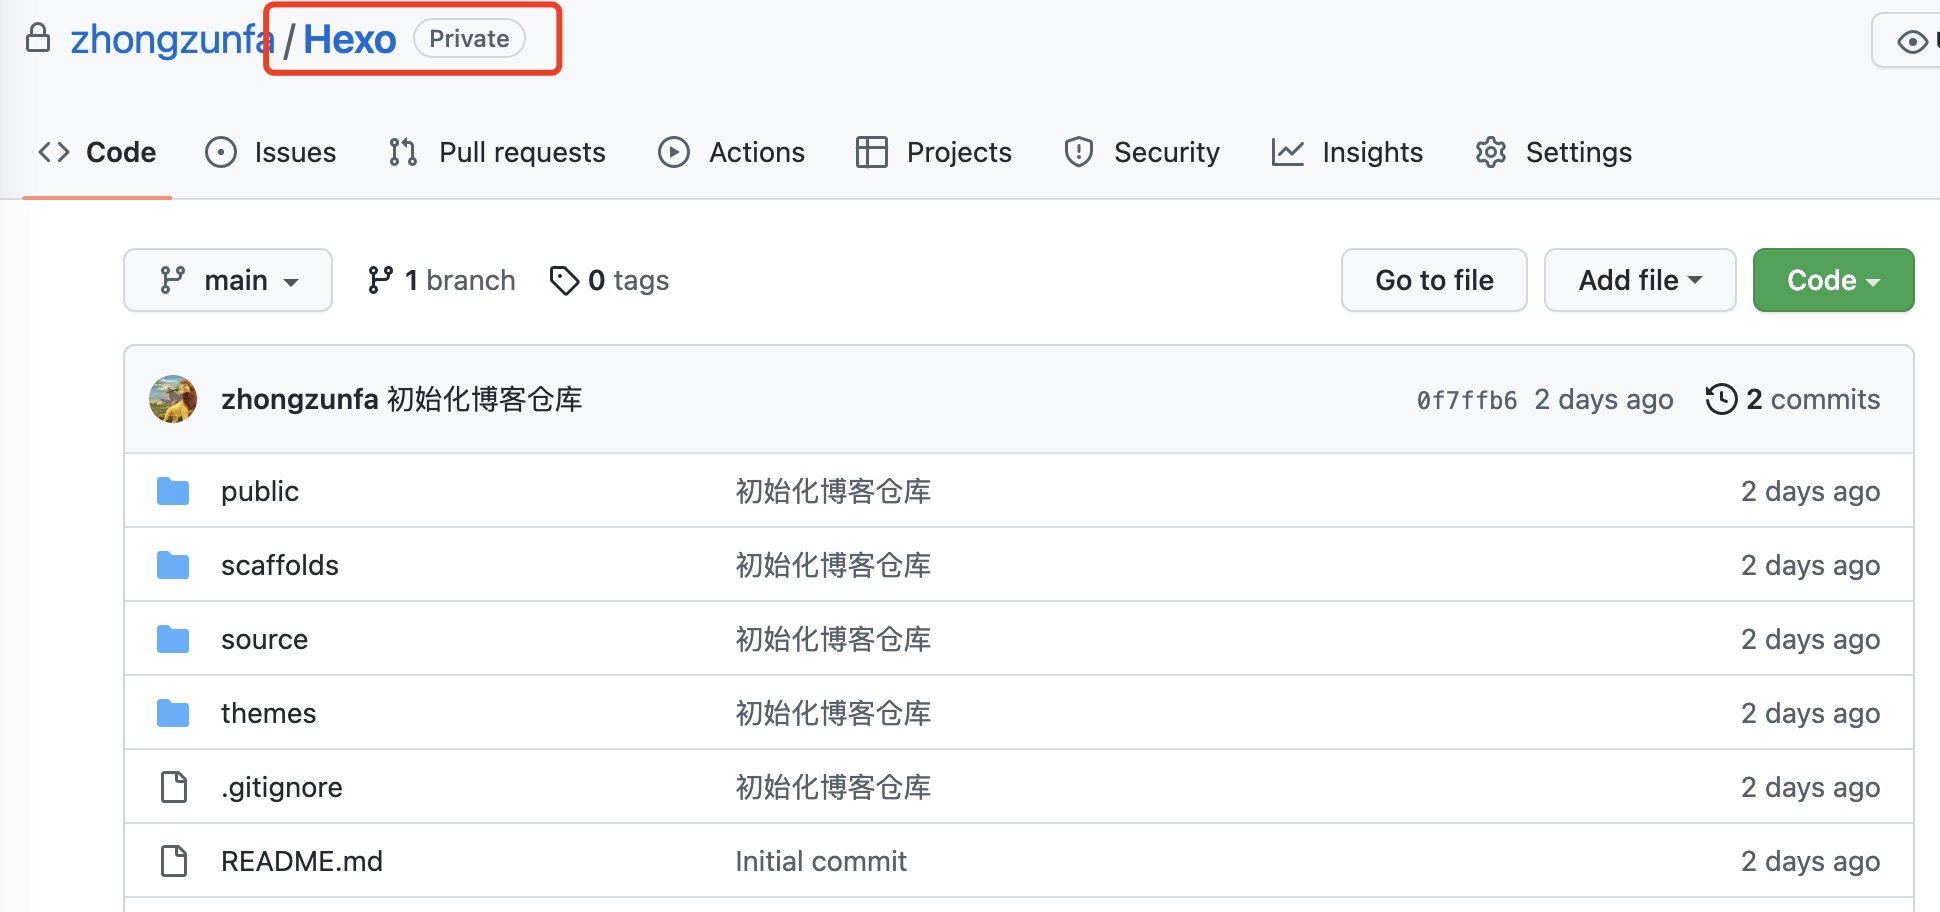 zhongzunfa / Hexo Private
Code Issues Pull requests Actions Projects Security Insights Settings
main 1 branch 0 tags Go to file Add file Code
zhongzunfa 初始化博客仓库 0f7ffb6 2 days ago 2 commits
public 初始化博客仓库 2 days ago
scaffolds 初始化博客仓库 2 days ago
source 初始化博客仓库 2 days ago
themes 初始化博客仓库 2 days ago
.gitignore 初始化博客仓库 2 days ago
README.md Initial commit 2 days ago